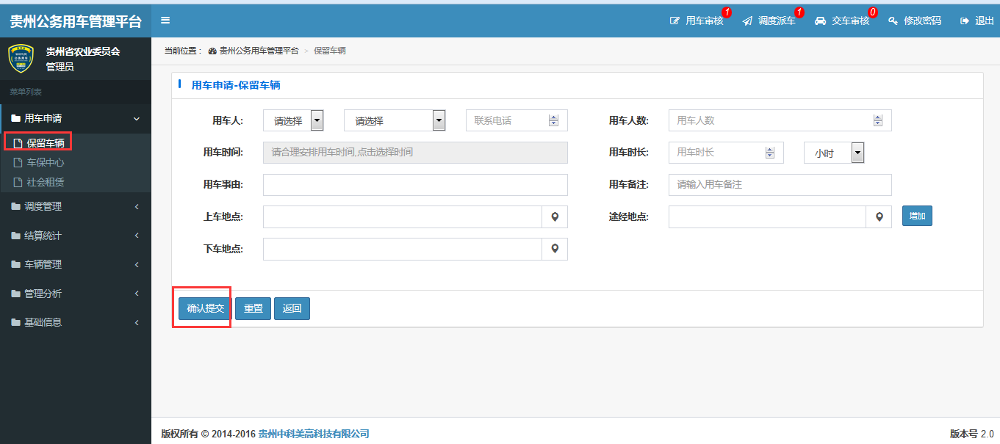 贵州公务用车管理平台
用车审核 1
调度派车 1
交车审核 0
修改密码
退出
贵州省农业委员会
管理员
当前位置： 贵州公务用车管理平台 > 保留车辆
菜单列表
用车申请
保留车辆
车保中心
社会租赁
调度管理
结算统计
车辆管理
管理分析
基础信息
用车申请-保留车辆
用车人: 请选择 请选择 联系电话 用车人数: 用车人数
用车时间: 请合理安排用车时间,点击选择时间 用车时长: 用车时长 小时
用车事由: 用车备注: 请输入用车备注
上车地点: 途经地点: 增加
下车地点:
确认提交 重置 返回
版权所有 © 2014-2016 贵州中科美高科技有限公司 版本号 2.0